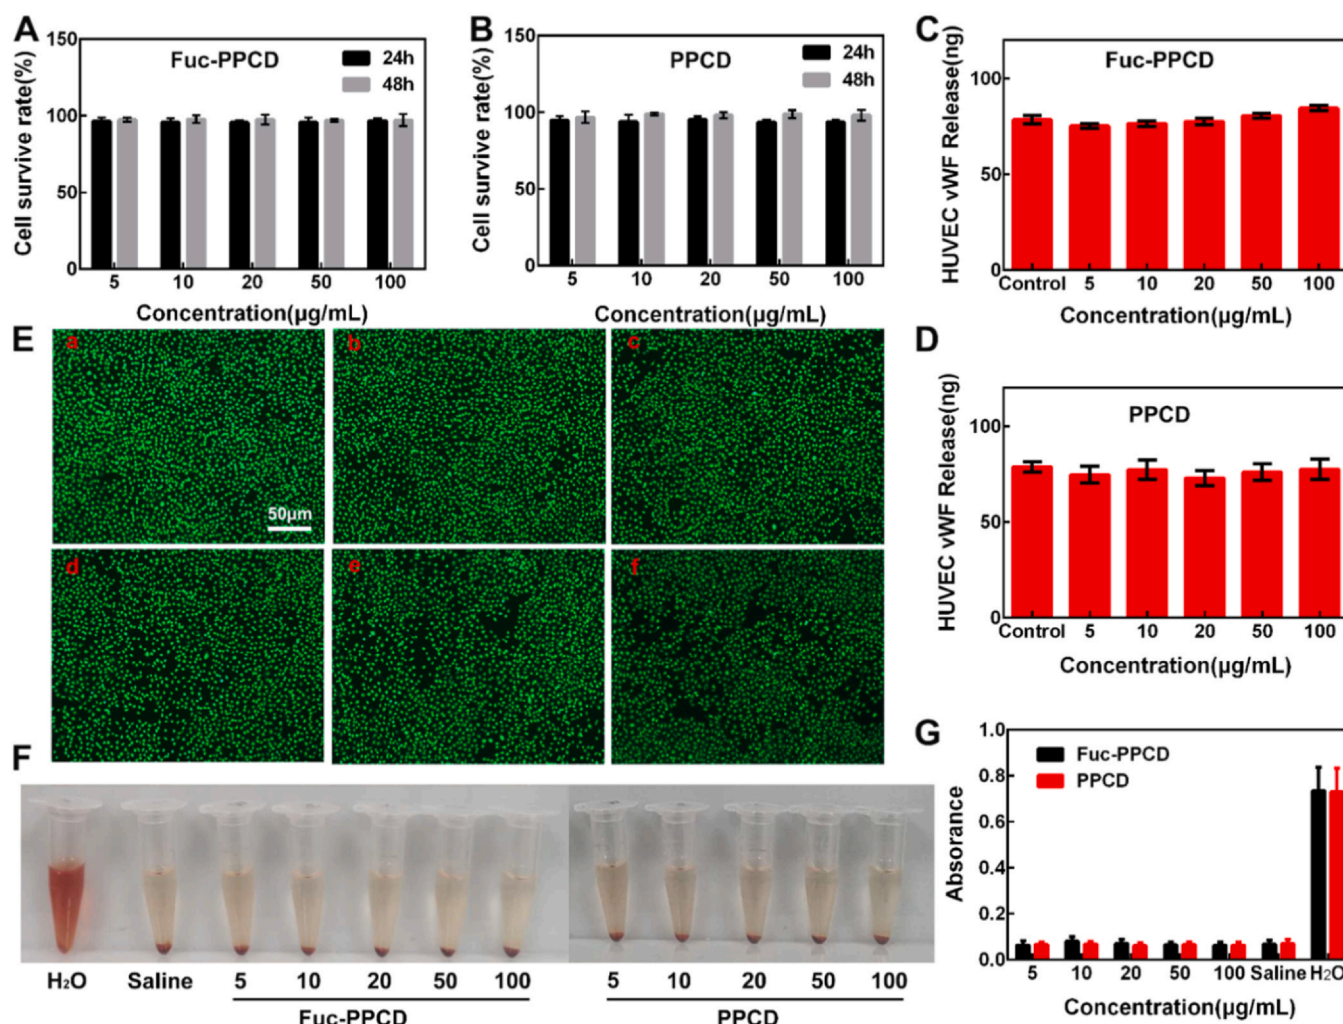 A
150
100
50
0
Cell survive rate(%)
Fuc-PPCD
24h
48h
5 10 20 50 100
Concentration(μg/mL)
B
150
100
50
0
Cell survive rate(%)
PPCD
24h
48h
5 10 20 50 100
Concentration(μg/mL)
C
100
50
0
HUVEC vWF Release(ng)
Fuc-PPCD
Control 5 10 20 50 100
Concentration(μg/mL)
D
100
50
0
HUVEC vWF Release(ng)
PPCD
Control 5 10 20 50 100
Concentration(μg/mL)
E
a b c
50μm
d e f
F
H₂O Saline 5 10 20 50 100 5 10 20 50 100
Fuc-PPCD PPCD
G
1.0
0.8
0.6
0.4
0.2
0.0
Absorance
Fuc-PPCD
PPCD
5 10 20 50 100 Saline H₂O
Concentration(μg/mL)